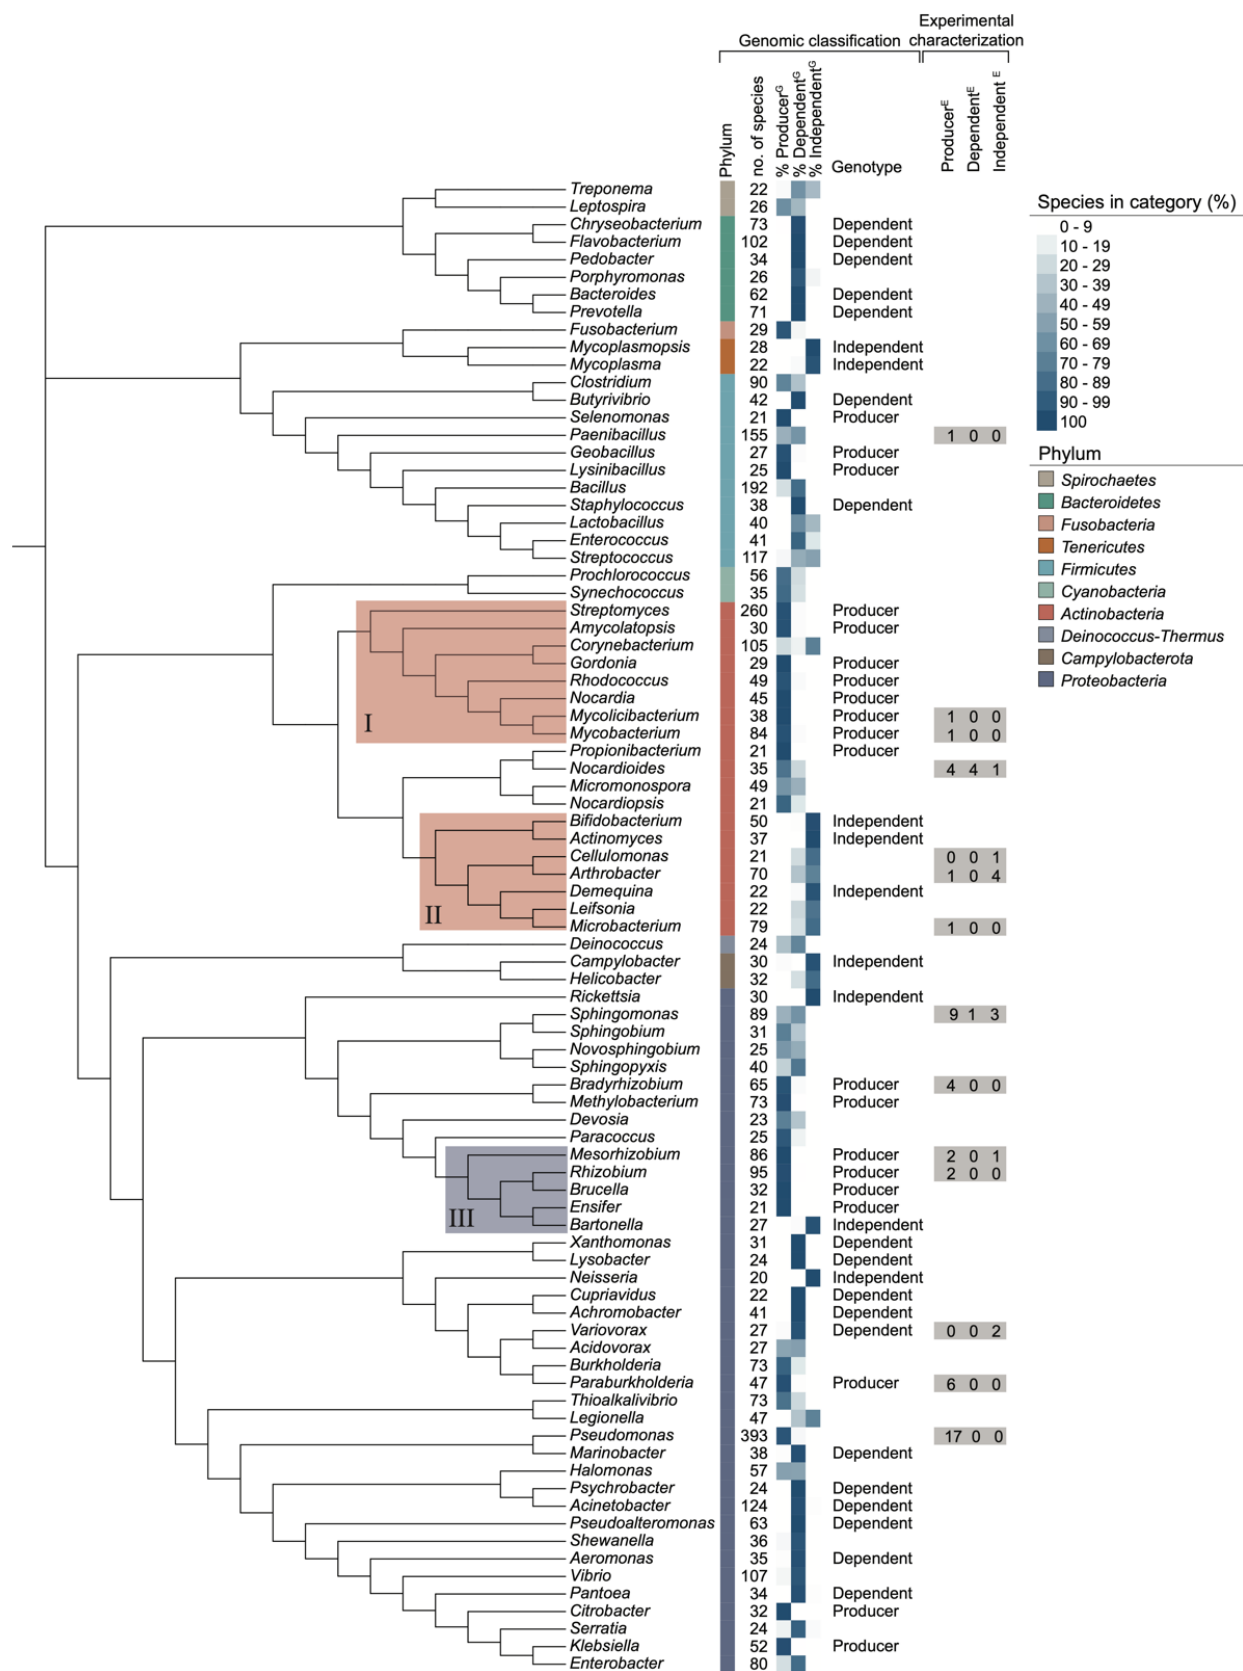 Experimental
Genomic classification characterization
Phylum
no. of species
% Producer^G
% Dependent^G
% Independent^G
Genotype
Producer^E
Dependent^E
Independent ^E
Treponema 22
Leptospira 26
Chryseobacterium 73 Dependent
Flavobacterium 102 Dependent
Pedobacter 34 Dependent
Porphyromonas 26
Bacteroides 62 Dependent
Prevotella 71 Dependent
Fusobacterium 29
Mycoplasmopsis 28 Independent
Mycoplasma 22 Independent
Clostridium 90
Butyrivibrio 42 Dependent
Selenomonas 21 Producer
Paenibacillus 155 1 0 0
Geobacillus 27 Producer
Lysinibacillus 25 Producer
Bacillus 192
Staphylococcus 38 Dependent
Lactobacillus 40
Enterococcus 41
Streptococcus 117
Prochlorococcus 56
Synechococcus 35
Streptomyces 260 Producer
Amycolatopsis 30 Producer
Corynebacterium 105
Gordonia 29 Producer
Rhodococcus 49 Producer
Nocardia 45 Producer
Mycolicibacterium 38 Producer 1 0 0
I
Mycobacterium 84 Producer 1 0 0
Propionibacterium 21 Producer
Nocardioides 35 4 4 1
Micromonospora 49
Nocardiopsis 21
Bifidobacterium 50 Independent
Actinomyces 37 Independent
Cellulomonas 21 0 0 1
Arthrobacter 70 1 0 4
Demequina 22 Independent
Leifsonia 22
II
Microbacterium 79 1 0 0
Deinococcus 24
Campylobacter 30 Independent
Helicobacter 32
Rickettsia 30 Independent
Sphingomonas 89 9 1 3
Sphingobium 31
Novosphingobium 25
Sphingopyxis 40
Bradyrhizobium 65 Producer 4 0 0
Methylobacterium 73 Producer
Devosia 23
Paracoccus 25
Mesorhizobium 86 Producer 2 0 1
Rhizobium 95 Producer 2 0 0
Brucella 32 Producer
Ensifer 21 Producer
III
Bartonella 27 Independent
Xanthomonas 31 Dependent
Lysobacter 24 Dependent
Neisseria 20 Independent
Cupriavidus 22 Dependent
Achromobacter 41 Dependent
Variovorax 27 Dependent 0 0 2
Acidovorax 27
Burkholderia 73
Paraburkholderia 47 Producer 6 0 0
Thioalkalivibrio 73
Legionella 47
Pseudomonas 393 17 0 0
Marinobacter 38 Dependent
Halomonas 57
Psychrobacter 24 Dependent
Acinetobacter 124 Dependent
Pseudoalteromonas 63 Dependent
Shewanella 36
Aeromonas 35 Dependent
Vibrio 107
Pantoea 34 Dependent
Citrobacter 32 Producer
Serratia 24
Klebsiella 52 Producer
Enterobacter 80
Species in category (%)
0 - 9
10 - 19
20 - 29
30 - 39
40 - 49
50 - 59
60 - 69
70 - 79
80 - 89
90 - 99
100
Phylum
Spirochaetes
Bacteroidetes
Fusobacteria
Tenericutes
Firmicutes
Cyanobacteria
Actinobacteria
Deinococcus-Thermus
Campylobacterota
Proteobacteria